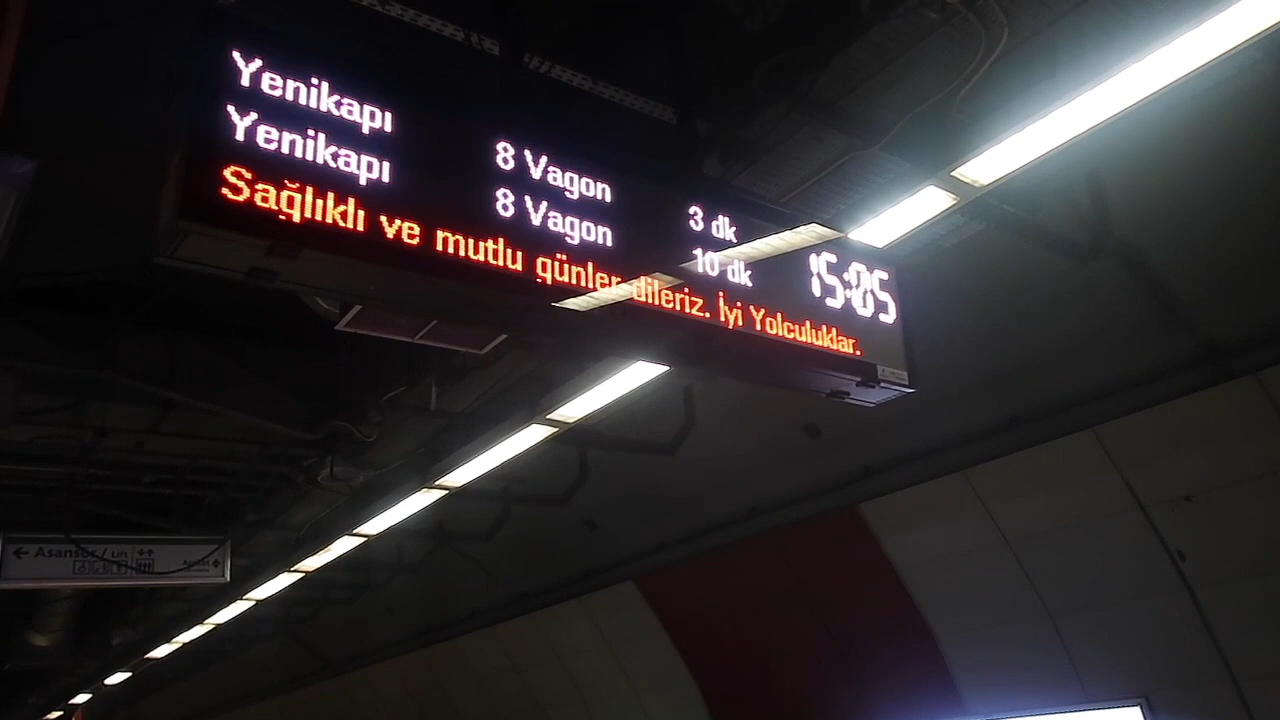 Yenikapı 8 Vagon 3 dk
Yenikapı 8 Vagon 10 dk
15:05
Sağlıklı ve mutlu günler dileriz. İyi Yolculuklar.
← Asansör / Lift